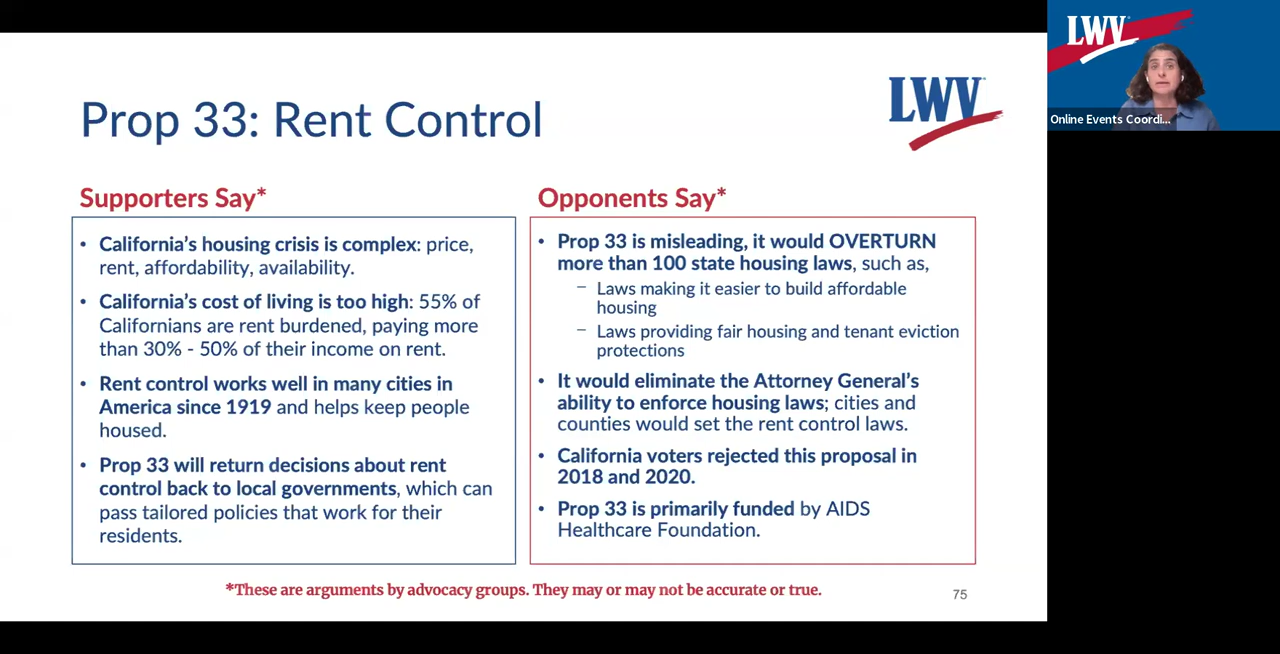 Prop 33: Rent Control
LWV
Supporters Say*
• California's housing crisis is complex: price,
rent, affordability, availability.
• California's cost of living is too high: 55% of
Californians are rent burdened, paying more
than 30% - 50% of their income on rent.
• Rent control works well in many cities in
America since 1919 and helps keep people
housed.
• Prop 33 will return decisions about rent
control back to local governments, which can
pass tailored policies that work for their
residents.
Opponents Say*
• Prop 33 is misleading, it would OVERTURN
more than 100 state housing laws, such as,
– Laws making it easier to build affordable
housing
– Laws providing fair housing and tenant eviction
protections
• It would eliminate the Attorney General's
ability to enforce housing laws; cities and
counties would set the rent control laws.
• California voters rejected this proposal in
2018 and 2020.
• Prop 33 is primarily funded by AIDS
Healthcare Foundation.
*These are arguments by advocacy groups. They may or may not be accurate or true.
75
LWV
Online Events Coordi...